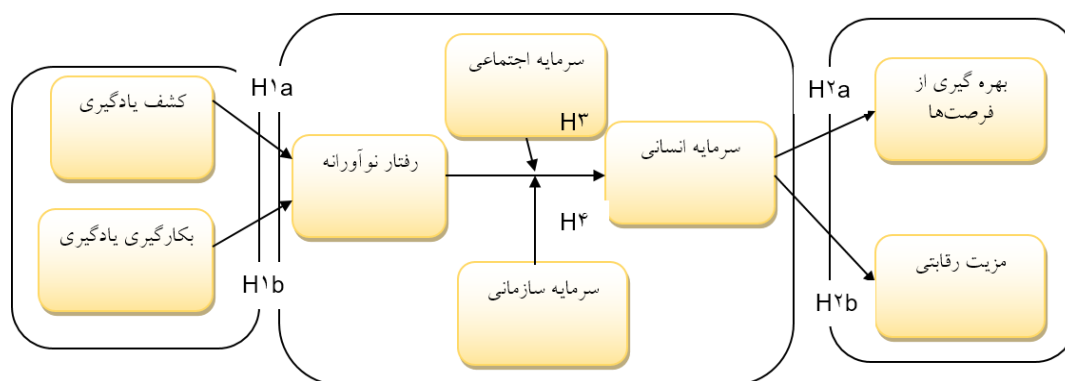 کشف یادگیری
بکارگیری یادگیری
H۱a
H۱b
رفتار نوآورانه
سرمایه اجتماعی
H۳
H۴
سرمایه سازمانی
سرمایه انسانی
H۲a
H۲b
بهره گیری از
فرصت‌ها
مزیت رقابتی